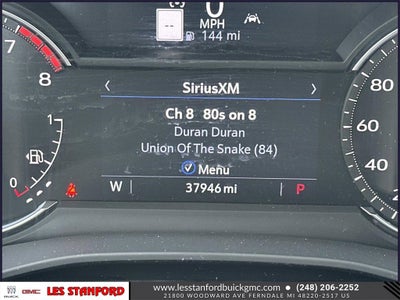 0
MPH
--
144 mi
7
8
SiriusXM
Ch 8 80s on 8
Duran Duran
Union Of The Snake (84)
Menu
1
0
W 37946 mi P
80
60
40
BUICK GMC LES STANFORD
www.lesstanfordbuickgmc.com • (248) 206-2252
21800 WOODWARD AVE FERNDALE MI 48220-2517 US